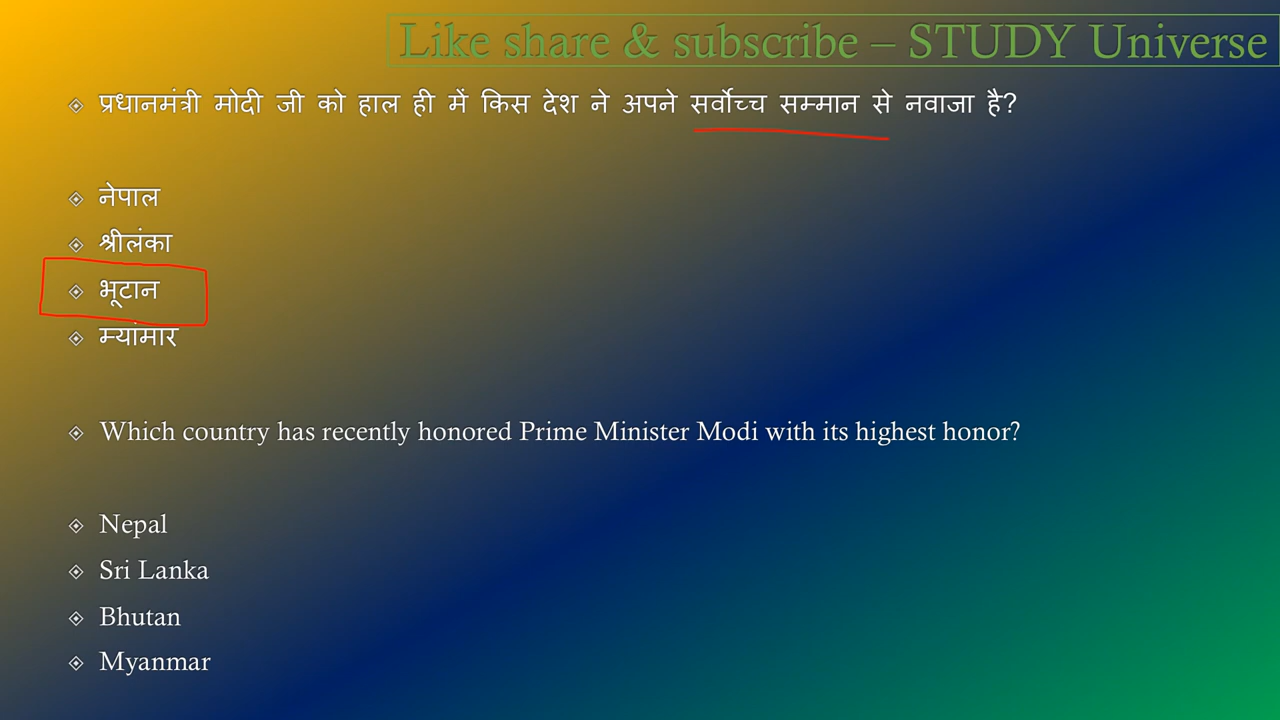 Like share & subscribe – STUDY Universe
प्रधानमंत्री मोदी जी को हाल ही में किस देश ने अपने सर्वोच्च सम्मान से नवाजा है?
नेपाल
श्रीलंका
भूटान
म्यांमार
Which country has recently honored Prime Minister Modi with its highest honor?
Nepal
Sri Lanka
Bhutan
Myanmar